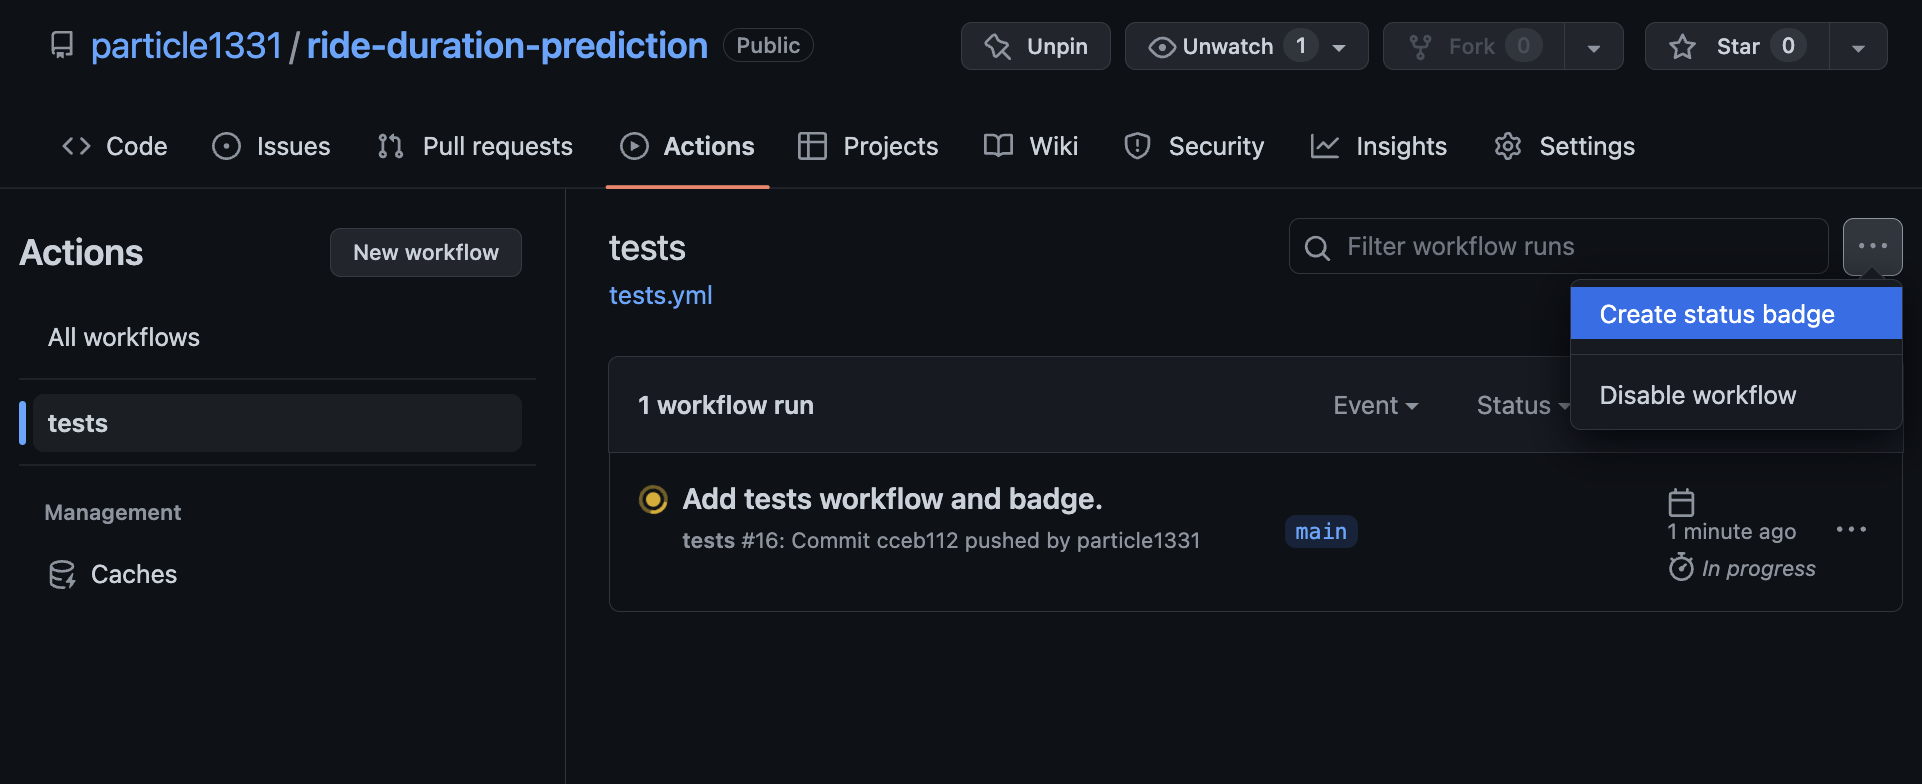 particle1331/ride-duration-prediction Public Unpin Unwatch 1 Fork 0 Star 0
Code Issues Pull requests Actions Projects Wiki Security Insights Settings
Actions New workflow
All workflows
tests
Management
Caches
tests
tests.yml
Filter workflow runs ...
Create status badge
Disable workflow
1 workflow run Event Status
Add tests workflow and badge.
tests #16: Commit cceb112 pushed by particle1331
main
1 minute ago ...
In progress